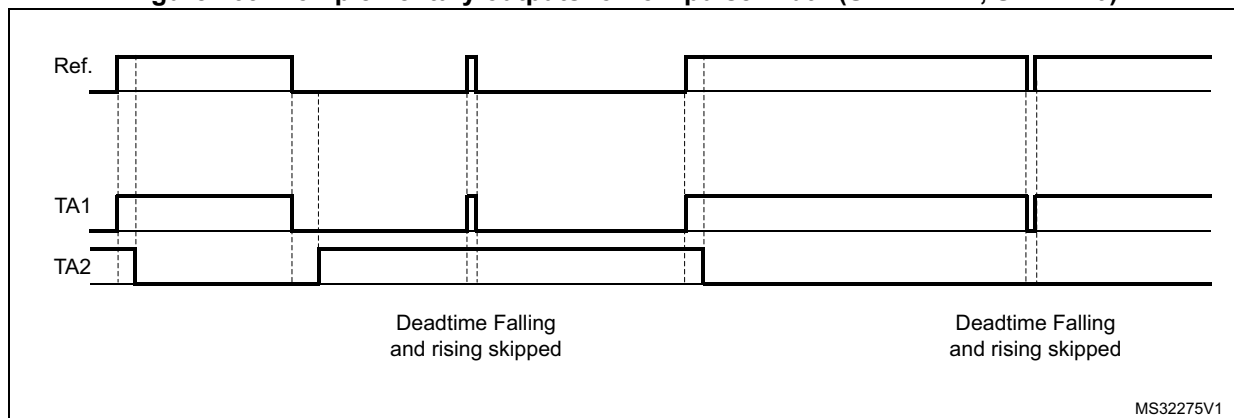 Ref.
TA1
TA2
Deadtime Falling
and rising skipped
Deadtime Falling
and rising skipped
MS32275V1